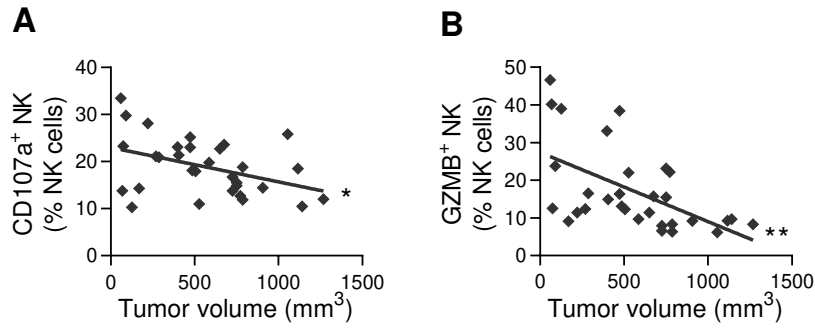 A
CD107a⁺ NK
(% NK cells)
40
30
20
10
0
0 500 1000 1500
Tumor volume (mm³)
*
B
GZMB⁺ NK
(% NK cells)
50
40
30
20
10
0
0 500 1000 1500
Tumor volume (mm³)
**